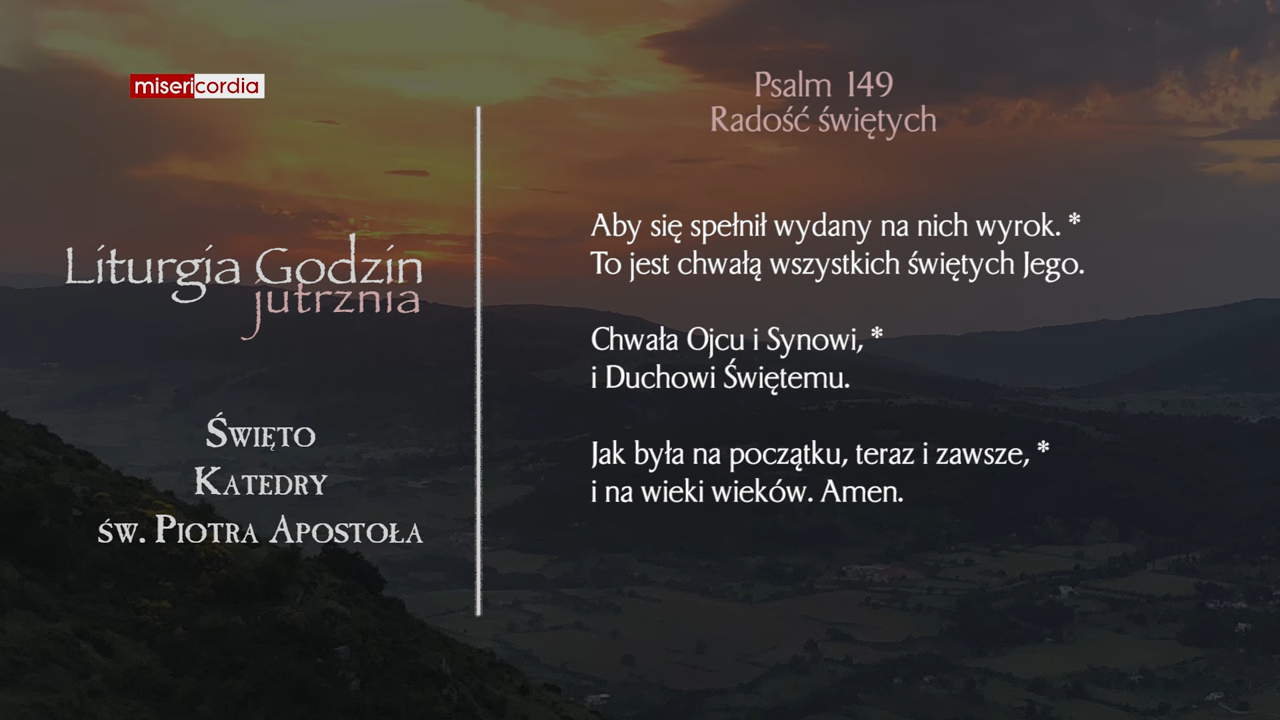 misericordia
Liturgia Godzin
jutrznia
Święto
Katedry
św. Piotra Apostoła
Psalm 149
Radość świętych
Aby się spełnił wydany na nich wyrok. *
To jest chwałą wszystkich świętych Jego.
Chwała Ojcu i Synowi, *
i Duchowi Świętemu.
Jak była na początku, teraz i zawsze, *
i na wieki wieków. Amen.